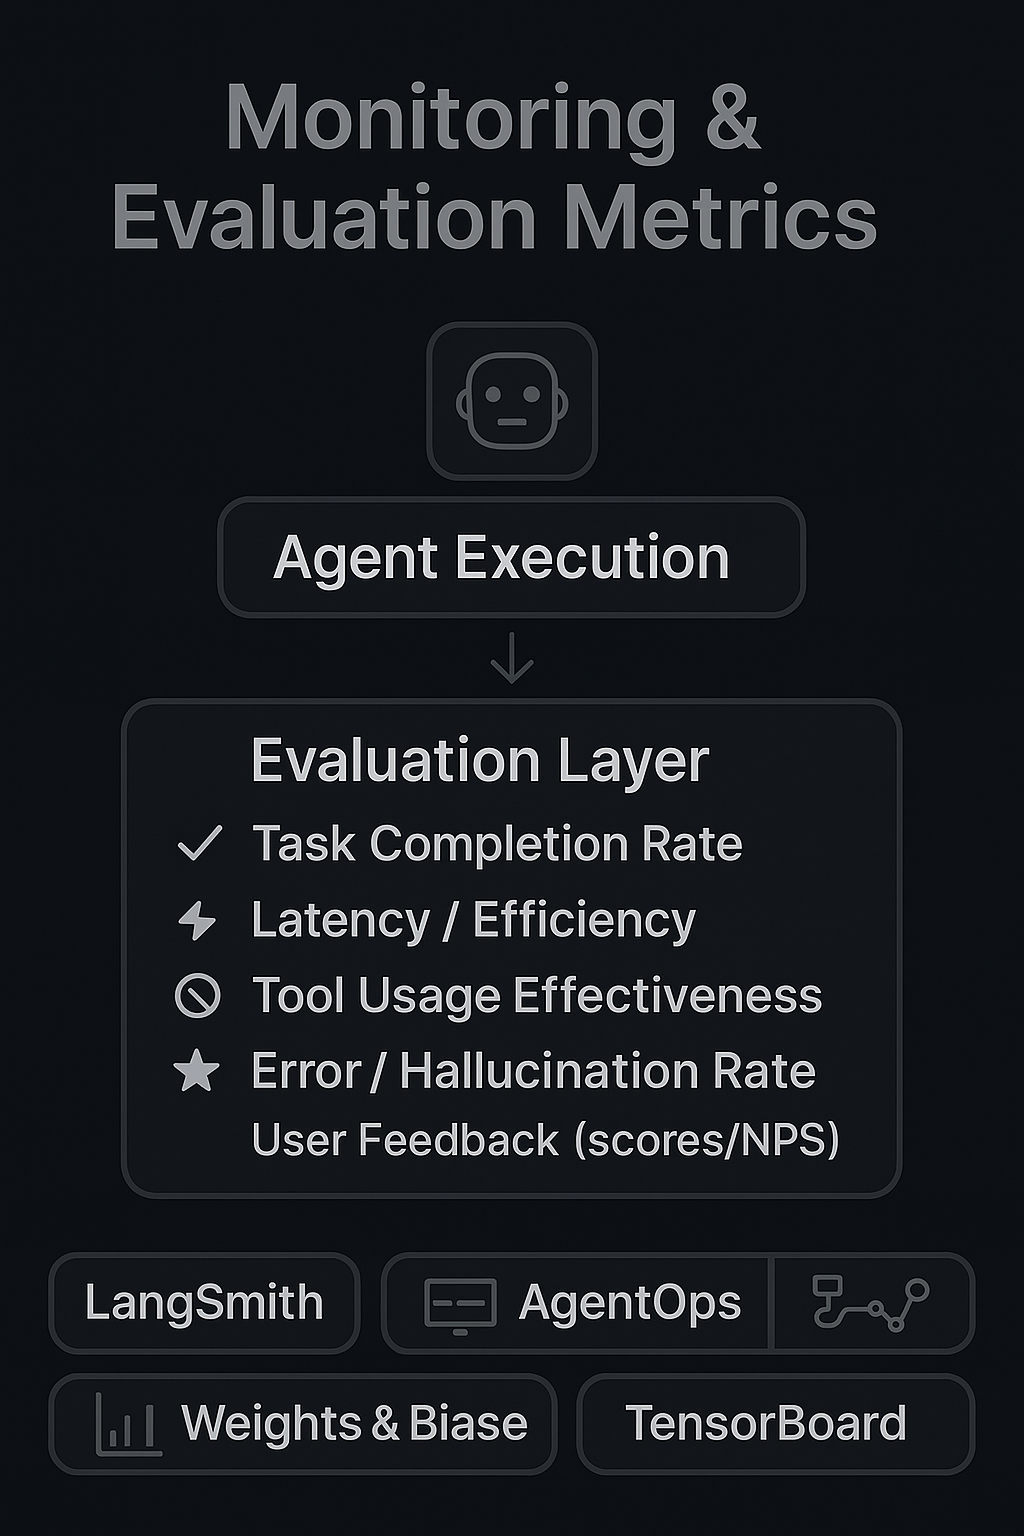 Monitoring &
Evaluation Metrics
Agent Execution
Evaluation Layer
Task Completion Rate
Latency / Efficiency
Tool Usage Effectiveness
Error / Hallucination Rate
User Feedback (scores/NPS)
LangSmith
AgentOps
Weights & Biase
TensorBoard